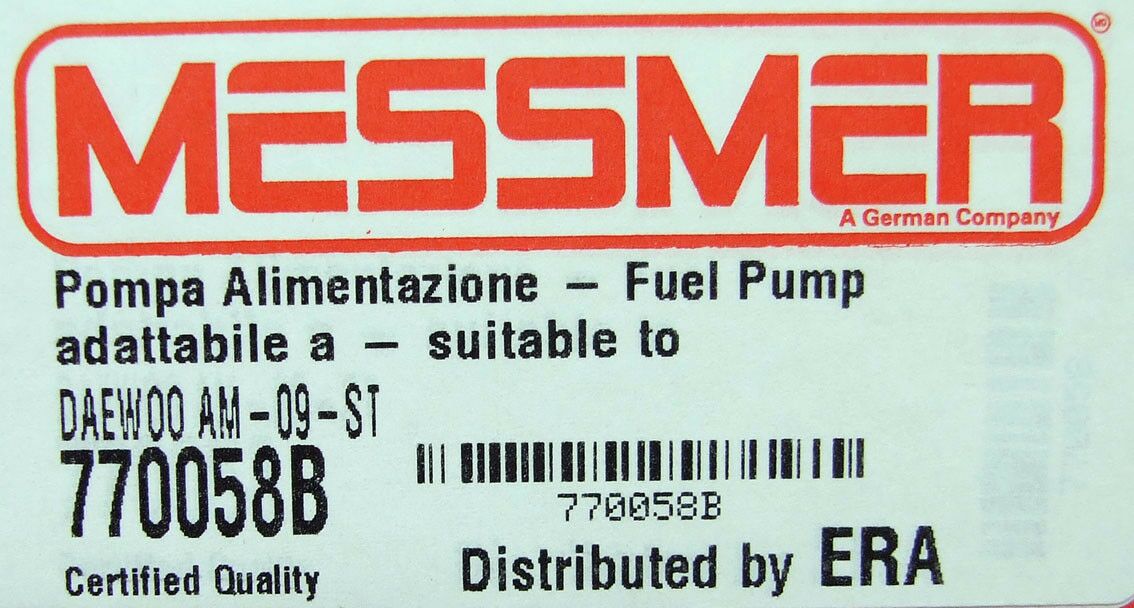 MESSMER
A German Company
Pompa Alimentazione – Fuel Pump
adattabile a – suitable to
DAEWOO AM-09-ST
770058B
770058B
Certified Quality
Distributed by ERA